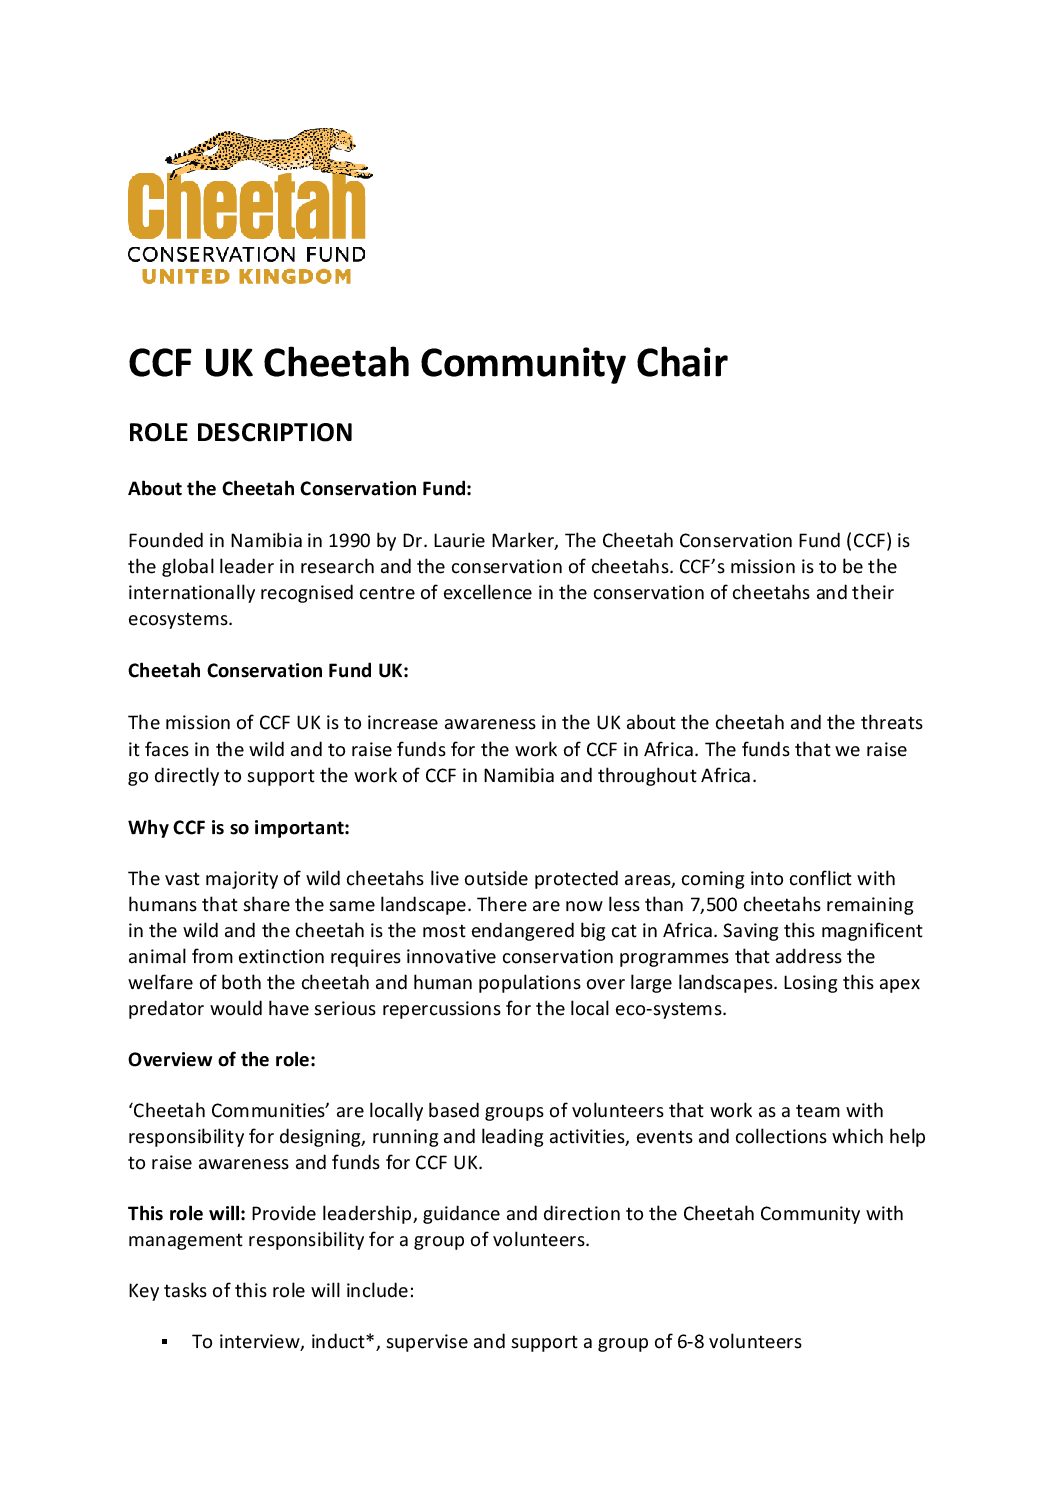 Cheetah
CONSERVATION FUND
UNITED KINGDOM
CCF UK Cheetah Community Chair
ROLE DESCRIPTION
About the Cheetah Conservation Fund:
Founded in Namibia in 1990 by Dr. Laurie Marker, The Cheetah Conservation Fund (CCF) is
the global leader in research and the conservation of cheetahs. CCF’s mission is to be the
internationally recognised centre of excellence in the conservation of cheetahs and their
ecosystems.
Cheetah Conservation Fund UK:
The mission of CCF UK is to increase awareness in the UK about the cheetah and the threats
it faces in the wild and to raise funds for the work of CCF in Africa. The funds that we raise
go directly to support the work of CCF in Namibia and throughout Africa.
Why CCF is so important:
The vast majority of wild cheetahs live outside protected areas, coming into conflict with
humans that share the same landscape. There are now less than 7,500 cheetahs remaining
in the wild and the cheetah is the most endangered big cat in Africa. Saving this magnificent
animal from extinction requires innovative conservation programmes that address the
welfare of both the cheetah and human populations over large landscapes. Losing this apex
predator would have serious repercussions for the local eco-systems.
Overview of the role:
‘Cheetah Communities’ are locally based groups of volunteers that work as a team with
responsibility for designing, running and leading activities, events and collections which help
to raise awareness and funds for CCF UK.
This role will: Provide leadership, guidance and direction to the Cheetah Community with
management responsibility for a group of volunteers.
Key tasks of this role will include:
▪ To interview, induct*, supervise and support a group of 6-8 volunteers